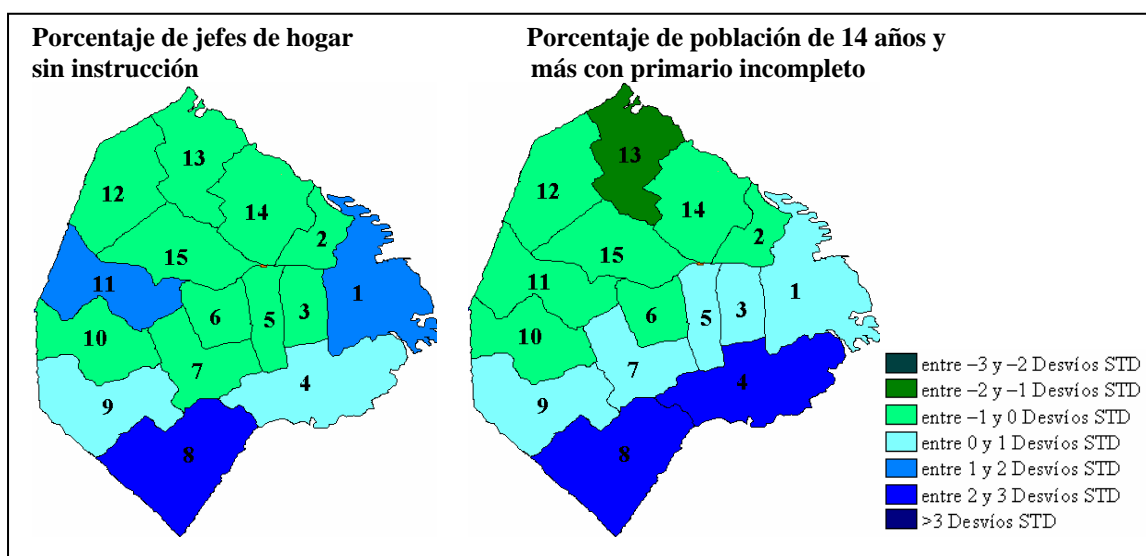 Porcentaje de jefes de hogar
sin instrucción
Porcentaje de población de 14 años y
más con primario incompleto
13
12
14
2
15
11
1
6
5
3
10
7
4
9
8
13
12
14
2
15
11
1
6
5
3
10
7
4
9
8
entre –3 y –2 Desvíos STD
entre –2 y –1 Desvíos STD
entre –1 y 0 Desvíos STD
entre 0 y 1 Desvíos STD
entre 1 y 2 Desvíos STD
entre 2 y 3 Desvíos STD
>3 Desvíos STD